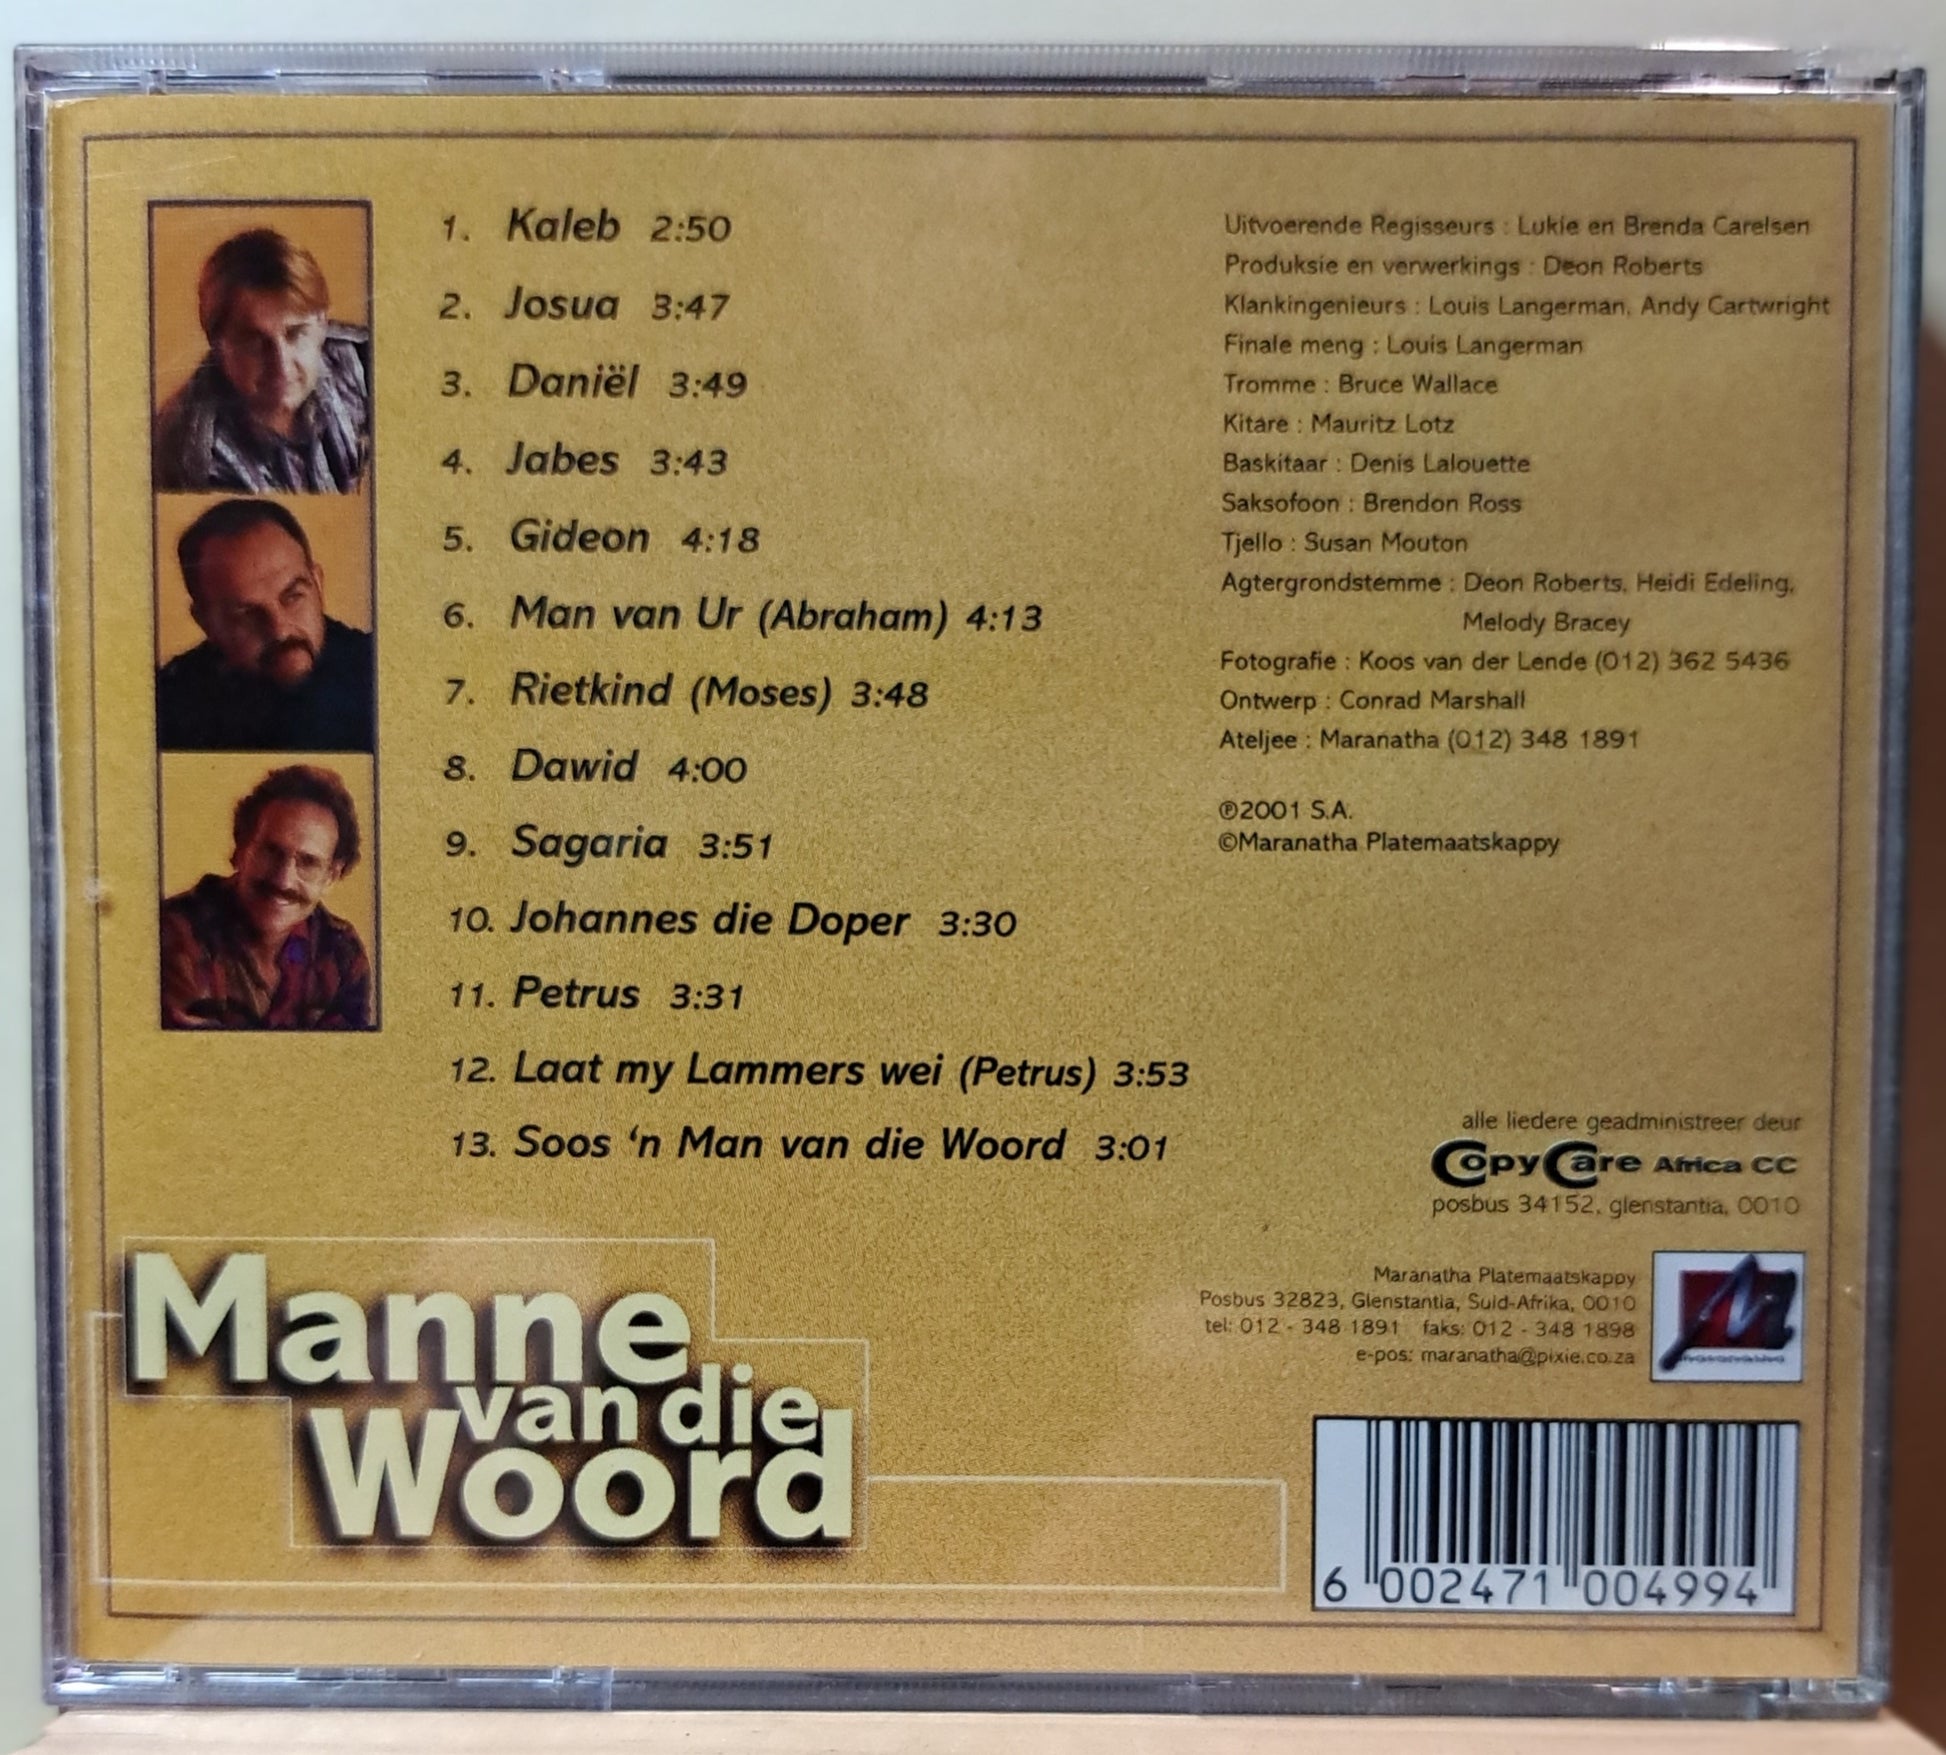 1. Kaleb 2:50
2. Josua 3:47
3. Daniël 3:49
4. Jabes 3:43
5. Gideon 4:18
6. Man van Ur (Abraham) 4:13
7. Rietkind (Moses) 3:48
8. Dawid 4:00
9. Sagaria 3:51
10. Johannes die Doper 3:30
11. Petrus 3:31
12. Laat my Lammers wei (Petrus) 3:53
13. Soos ‘n Man van die Woord 3:01
Uitvoerende Regisseurs : Lukie en Brenda Carelsen
Produksie en verwerkings : Deon Roberts
Klankingenieurs : Louis Langerman, Andy Cartwright
Finale meng : Louis Langerman
Tromme : Bruce Wallace
Kitare : Mauritz Lotz
Baskitaar : Denis Lalouette
Saksofoon : Brendon Ross
Tjello : Susan Mouton
Agtergrondstemme : Deon Roberts, Heidi Edeling,
Melody Bracey
Fotografie : Koos van der Lende (012) 362 5436
Ontwerp : Conrad Marshall
Ateljee : Maranatha (012) 348 1891
℗2001 S.A.
©Maranatha Platemaatskappy
alle liedere geadministreer deur
CopyCare Africa CC
posbus 34152, glenstantia, 0010
Maranatha Platemaatskappy
Posbus 32823, Glenstantia, Suid-Afrika, 0010
tel: 012 - 348 1891 faks: 012 - 348 1898
e-pos: maranatha@pixie.co.za
Manne
van die
Woord
6 002471 004994